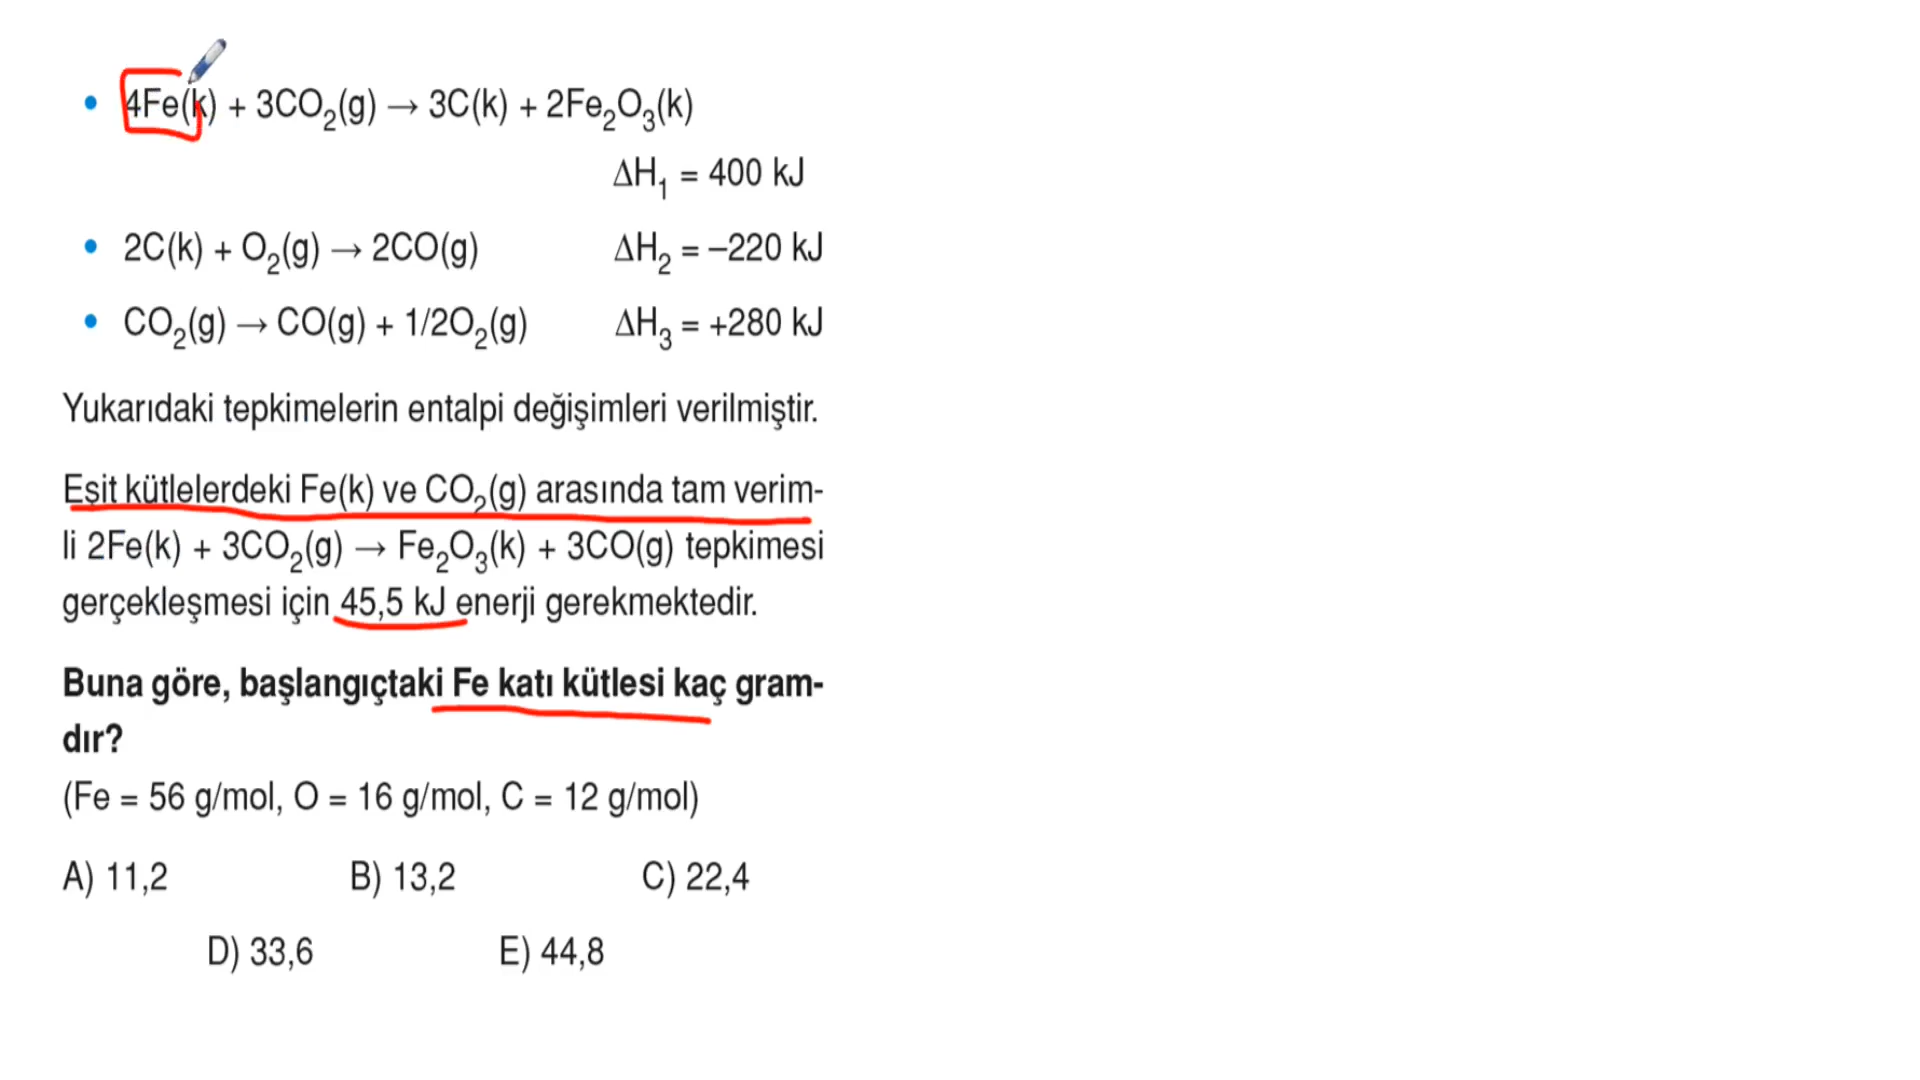 • 4Fe(k) + 3CO₂(g) → 3C(k) + 2Fe₂O₃(k)
ΔH₁ = 400 kJ
• 2C(k) + O₂(g) → 2CO(g) ΔH₂ = –220 kJ
• CO₂(g) → CO(g) + 1/2O₂(g) ΔH₃ = +280 kJ
Yukarıdaki tepkimelerin entalpi değişimleri verilmiştir.
Eşit kütlelerdeki Fe(k) ve CO₂(g) arasında tam verim-
li 2Fe(k) + 3CO₂(g) → Fe₂O₃(k) + 3CO(g) tepkimesi
gerçekleşmesi için 45,5 kJ enerji gerekmektedir.
Buna göre, başlangıçtaki Fe katı kütlesi kaç gram-
dır?
(Fe = 56 g/mol, O = 16 g/mol, C = 12 g/mol)
A) 11,2 B) 13,2 C) 22,4
D) 33,6 E) 44,8